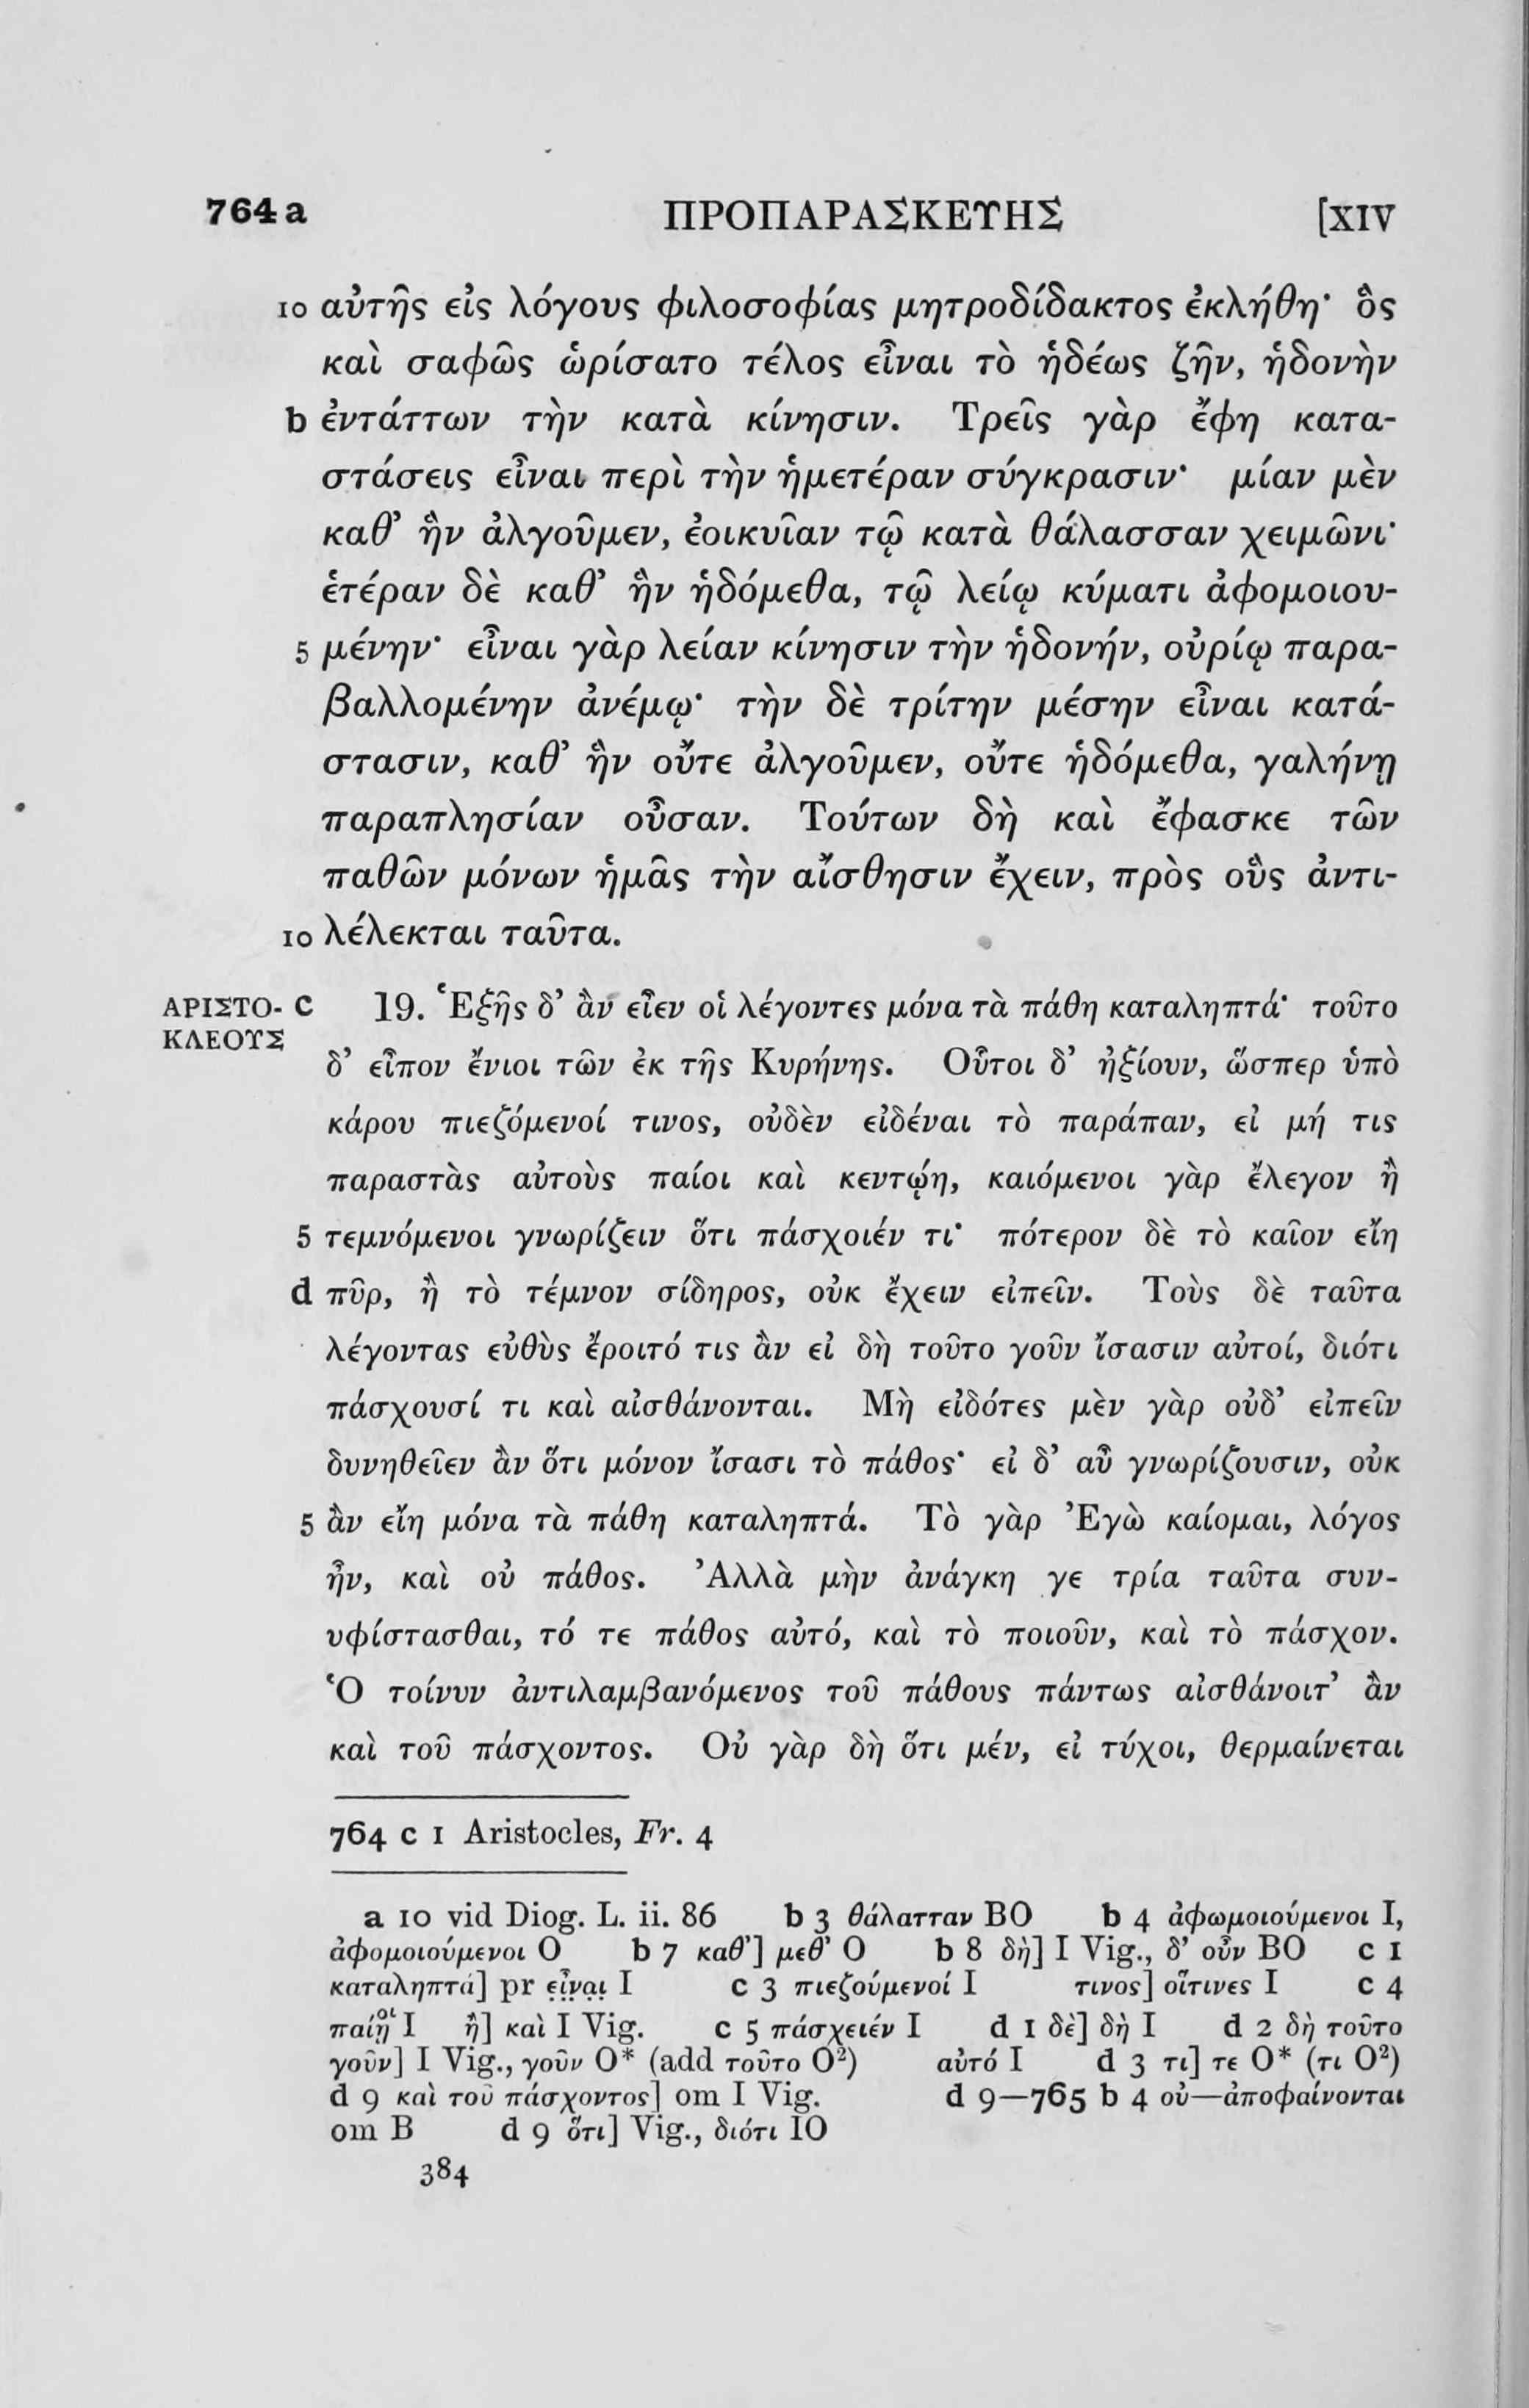 764 a ΠΡΟΠΑΡΑΣΚΕΥΗΣ [XIV
10 αὐτῆς εἰς λόγους φιλοσοφίας μητροδίδακτος ἐκλήθη· ὃς
καὶ σαφῶς ὡρίσατο τέλος εἶναι τὸ ἡδέως ζῆν, ἡδονὴν
b ἐντάττων τὴν κατὰ κίνησιν. Τρεῖς γὰρ ἔφη κατα-
στάσεις εἶναι περὶ τὴν ἡμετέραν σύγκρασιν· μίαν μὲν
καθ’ ἣν ἀλγοῦμεν, ἐοικυῖαν τῷ κατὰ θάλασσαν χειμῶνι·
ἑτέραν δὲ καθ’ ἣν ἡδόμεθα, τῷ λείῳ κύματι ἀφομοιου-
5 μένην· εἶναι γὰρ λείαν κίνησιν τὴν ἡδονήν, οὐρίῳ παρα-
βαλλομένην ἀνέμῳ· τὴν δὲ τρίτην μέσην εἶναι κατά-
στασιν, καθ’ ἣν οὔτε ἀλγοῦμεν, οὔτε ἡδόμεθα, γαλήνῃ
παραπλησίαν οὖσαν. Τούτων δὴ καὶ ἔφασκε τῶν
παθῶν μόνων ἡμᾶς τὴν αἴσθησιν ἔχειν, πρὸς οὓς ἀντι-
10 λέλεκται ταῦτα.
ΑΡΙΣΤΟ- c 19. Ἑξῆς δ’ ἂν εἶεν οἱ λέγοντες μόνα τὰ πάθη καταληπτά· τοῦτο
ΚΛΕΟΥΣ
δ’ εἶπον ἔνιοι τῶν ἐκ τῆς Κυρήνης. Οὗτοι δ’ ἠξίουν, ὥσπερ ὑπὸ
κάρου πιεζόμενοί τινος, οὐδὲν εἰδέναι τὸ παράπαν, εἰ μή τις
παραστὰς αὐτοὺς παίοι καὶ κεντῴη, καιόμενοι γὰρ ἔλεγον ἢ
5 τεμνόμενοι γνωρίζειν ὅτι πάσχοιέν τι· πότερον δὲ τὸ καῖον εἴη
d πῦρ, ἢ τὸ τέμνον σίδηρος, οὐκ ἔχειν εἰπεῖν. Τοὺς δὲ ταῦτα
λέγοντας εὐθὺς ἔροιτό τις ἂν εἰ δὴ τοῦτο γοῦν ἴσασιν αὐτοί, διότι
πάσχουσί τι καὶ αἰσθάνονται. Μὴ εἰδότες μὲν γὰρ οὐδ’ εἰπεῖν
δυνηθεῖεν ἂν ὅτι μόνον ἴσασι τὸ πάθος· εἰ δ’ αὖ γνωρίζουσιν, οὐκ
5 ἂν εἴη μόνα τὰ πάθη καταληπτά. Τὸ γὰρ Ἐγὼ καίομαι, λόγος
ἦν, καὶ οὐ πάθος. Ἀλλὰ μὴν ἀνάγκη γε τρία ταῦτα συν-
υφίστασθαι, τό τε πάθος αὐτό, καὶ τὸ ποιοῦν, καὶ τὸ πάσχον.
Ὁ τοίνυν ἀντιλαμβανόμενος τοῦ πάθους πάντως αἰσθάνοιτ’ ἂν
καὶ τοῦ πάσχοντος. Οὐ γὰρ δὴ ὅτι μέν, εἰ τύχοι, θερμαίνεται
764 c 1 Aristocles, Fr. 4
a 10 vid Diog. L. ii. 86 b 3 θάλατταν BO b 4 ἀφωμοιούμενοι I,
ἀφομοιούμενοι O b 7 καθ’] μεθ’ O b 8 δὴ] I Vig., δ’ οὖν BO c 1
καταληπτά] pr ε̣ἶ̣ν̣α̣ι̣ I c 3 πιεζούμενοί I τινος] οἵτινες I c 4
παίῃ^οι I ἢ] καὶ I Vig. c 5 πάσχειέν I d 1 δὲ] δὴ I d 2 δὴ τοῦτο
γοῦν] I Vig., γοῦν O* (add τοῦτο O²) αὐτό I d 3 τι] τε O* (τι O²)
d 9 καὶ τοῦ πάσχοντος] om I Vig. d 9—765 b 4 οὐ—ἀποφαίνονται
om B d 9 ὅτι] Vig., διότι IO
384